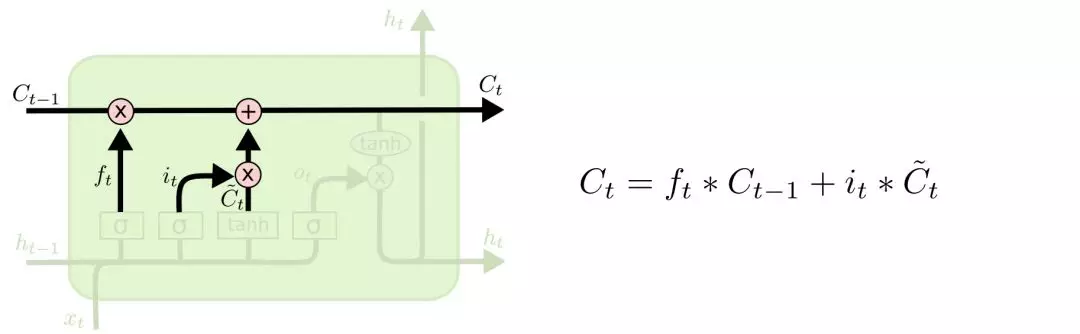 h_t
C_{t-1} × + C_t
tanh
f_t i_t × o_t ×
C̃_t
σ σ tanh σ
h_{t-1} h_t
x_t
C_t = f_t * C_{t-1} + i_t * C̃_t